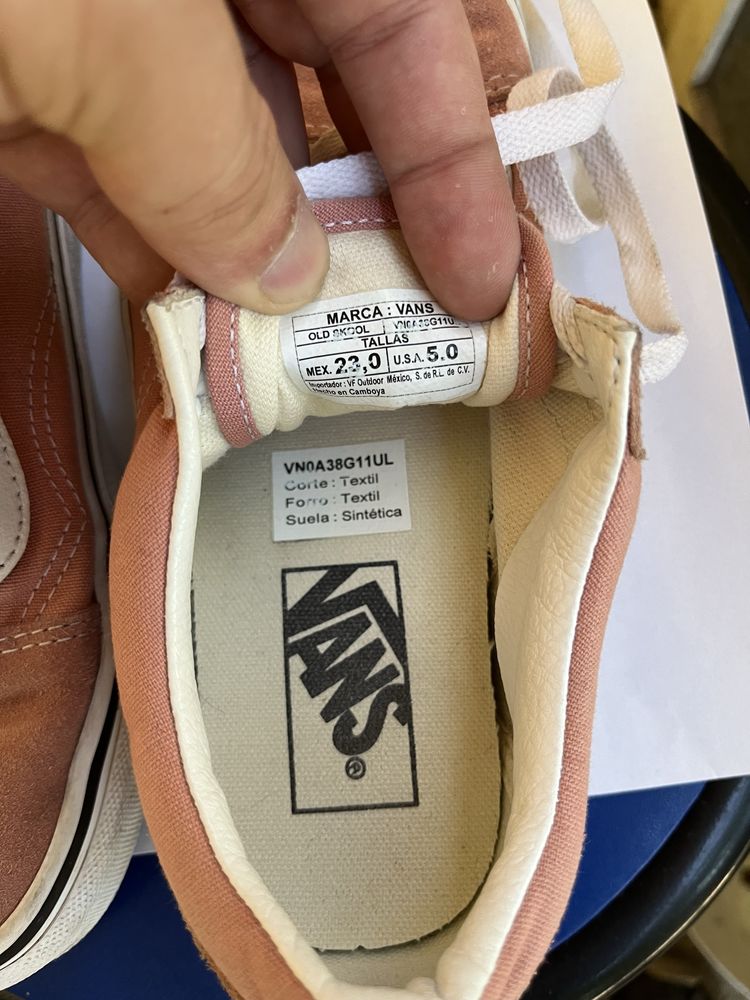 MARCA : VANS
OLD SKOOL VN0A38G11U
TALLAS
MEX. 23,0 U.S.A. 5.0
Importador : VF Outdoor México, S. de R.L. de C.V.
Hecho en Camboya
VN0A38G11UL
Corte : Textil
Forro : Textil
Suela : Sintética
VANS
®